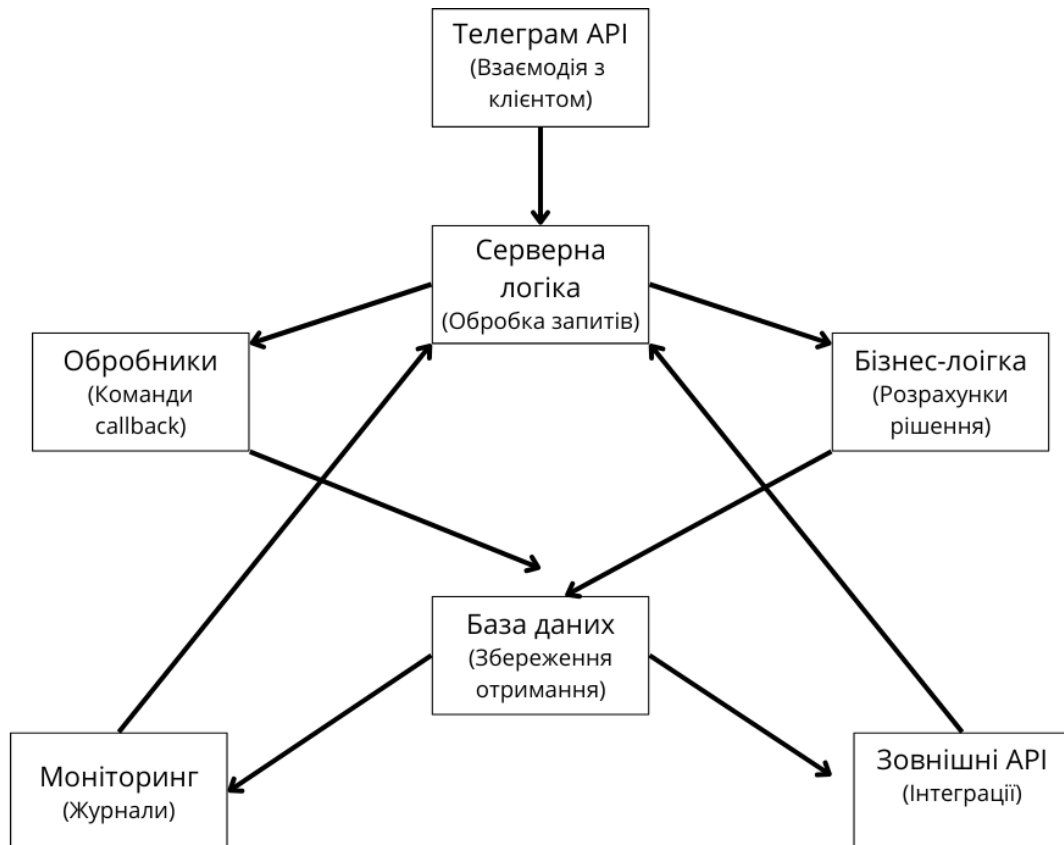 Телеграм API
(Взаємодія з
клієнтом)
Серверна
логіка
(Обробка запитів)
Обробники
(Команди
callback)
Бізнес-лоігка
(Розрахунки
рішення)
База даних
(Збереження
отримання)
Моніторинг
(Журнали)
Зовнішні API
(Інтеграції)